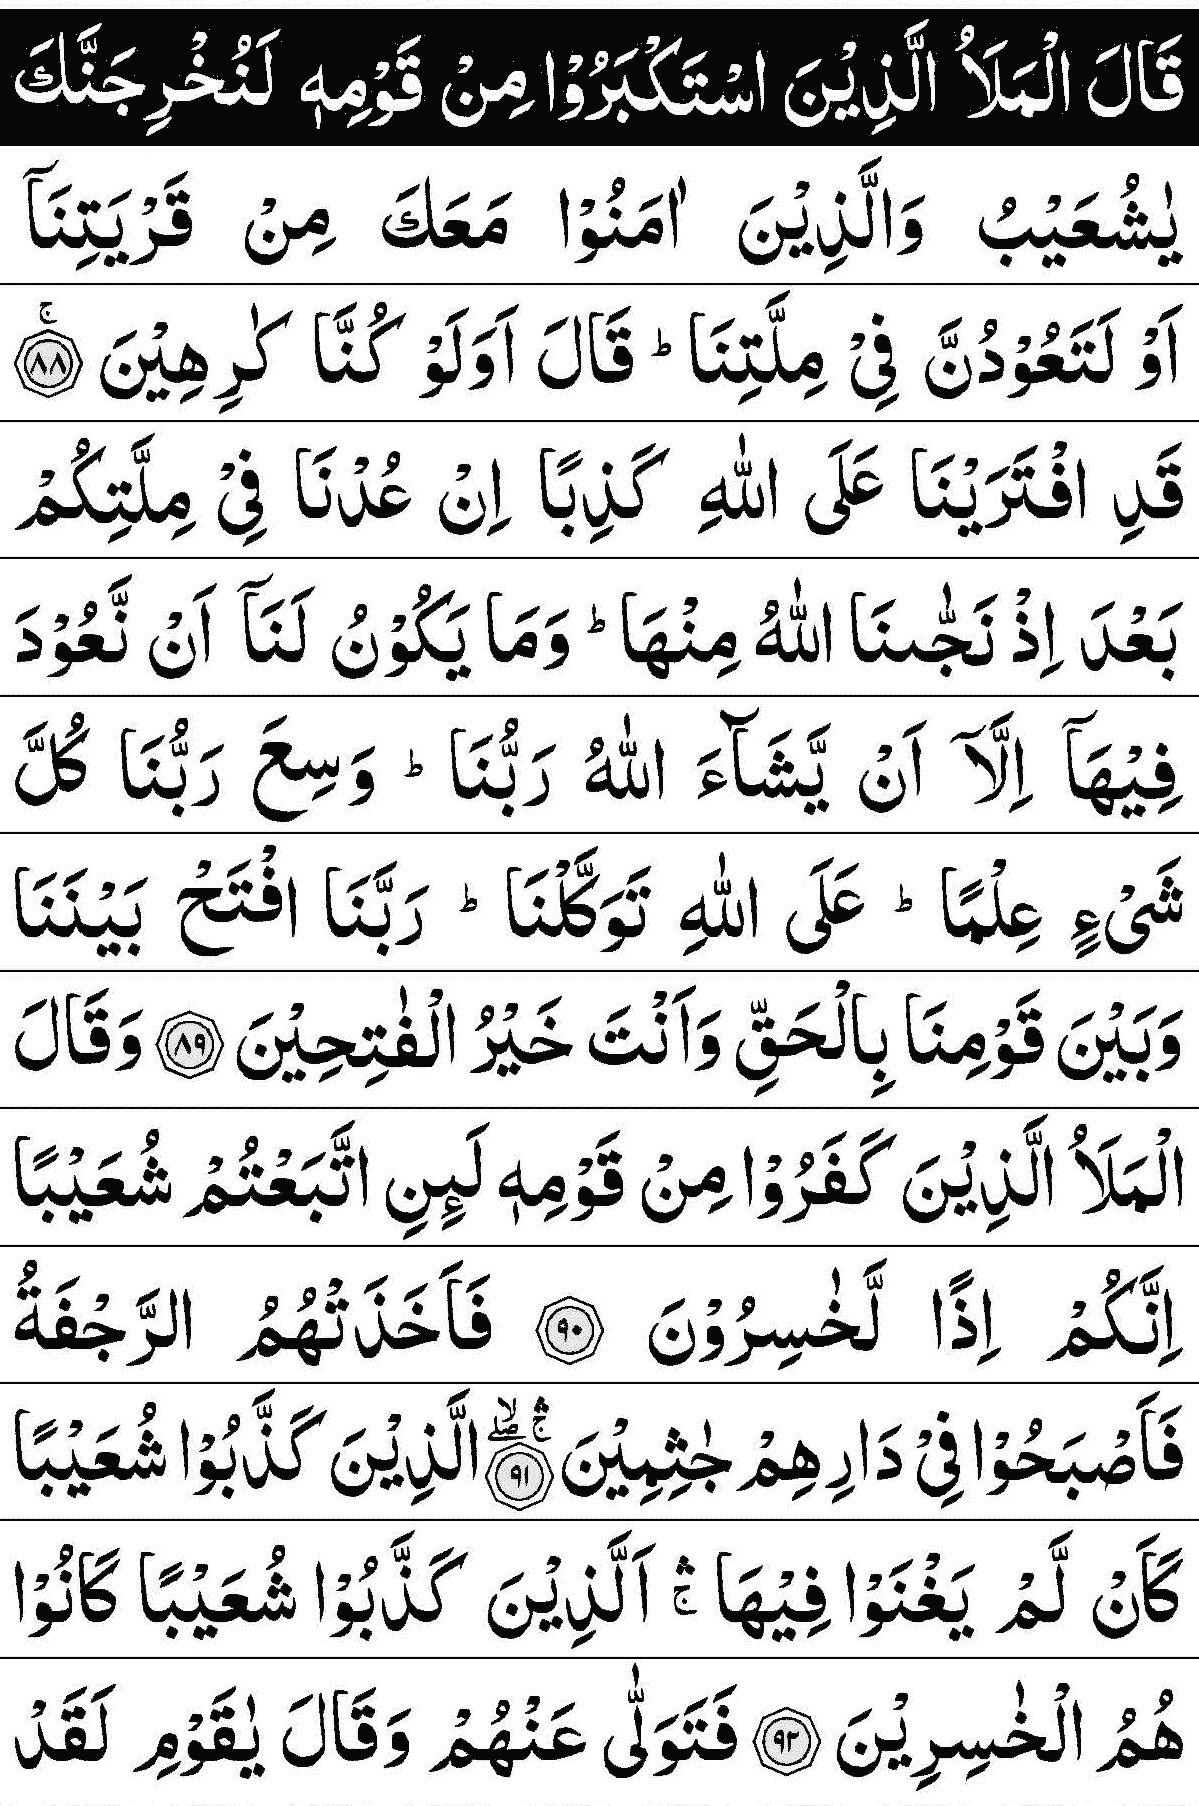 قَالَ الْمَلَاُ الَّذِيْنَ اسْتَكْبَرُوْا مِنْ قَوْمِهٖ لَنُخْرِجَنَّكَ
يٰشُعَيْبُ وَالَّذِيْنَ اٰمَنُوْا مَعَكَ مِنْ قَرْيَتِنَاۤ
اَوْ لَتَعُوْدُنَّ فِيْ مِلَّتِنَا ؕ قَالَ اَوَلَوْ كُنَّا كٰرِهِيْنَ ۚ ﴿۸۸﴾
قَدِ افْتَرَيْنَا عَلَى اللّٰهِ كَذِبًا اِنْ عُدْنَا فِيْ مِلَّتِكُمْ
بَعْدَ اِذْ نَجّٰىنَا اللّٰهُ مِنْهَا ؕ وَمَا يَكُوْنُ لَنَاۤ اَنْ نَّعُوْدَ
فِيْهَاۤ اِلَّاۤ اَنْ يَّشَآءَ اللّٰهُ رَبُّنَا ؕ وَسِعَ رَبُّنَا كُلَّ
شَيْءٍ عِلْمًا ؕ عَلَى اللّٰهِ تَوَكَّلْنَا ؕ رَبَّنَا افْتَحْ بَيْنَنَا
وَبَيْنَ قَوْمِنَا بِالْحَقِّ وَاَنْتَ خَيْرُ الْفٰتِحِيْنَ ﴿۸۹﴾ وَقَالَ
الْمَلَاُ الَّذِيْنَ كَفَرُوْا مِنْ قَوْمِهٖ لَىِٕنِ اتَّبَعْتُمْ شُعَيْبًا
اِنَّكُمْ اِذًا لَّخٰسِرُوْنَ ﴿۹۰﴾ فَاَخَذَتْهُمُ الرَّجْفَةُ
فَاَصْبَحُوْا فِيْ دَارِهِمْ جٰثِمِيْنَ ۛۚۙۖ ﴿۹۱﴾ الَّذِيْنَ كَذَّبُوْا شُعَيْبًا
كَاَنْ لَّمْ يَغْنَوْا فِيْهَا ۛۚ اَلَّذِيْنَ كَذَّبُوْا شُعَيْبًا كَانُوْا
هُمُ الْخٰسِرِيْنَ ﴿۹۲﴾ فَتَوَلّٰى عَنْهُمْ وَقَالَ يٰقَوْمِ لَقَدْ